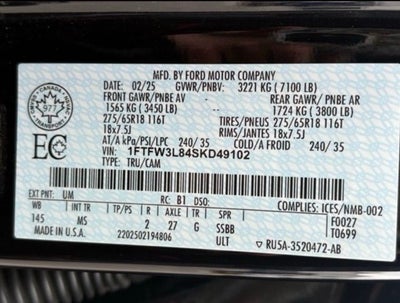 MFD. BY FORD MOTOR COMPANY
02/25 GVWR/PNBV: 3221 KG ( 7100 LB)
FRONT GAWR/PNBE AV REAR GAWR/ PNBE AR
1565 KG ( 3450 LB) 1724 KG ( 3800 LB)
275/65R18 116T PNEUS/TIRES 275/65R18 116T
18x7.5J RIMS/JANTES 18x7.5J
AT/A kPa/PSI/LPC 240/ 35 COLD/A FROID 240/ 35
VIN: 1FTFW3L84SKD49102
TYPE: TRU/CAM
CANADA
977
TRANSPORT
EC
EXT PNT: UM RC: B1 DSO: COMPLIES: ICES/NMB-002
WB INT TR TP/PS R AXLE TR SPR F0027
145 MS 2 27 G SSBB T0699
2202502194806 ULT ▽ RU5A-3520472-AB